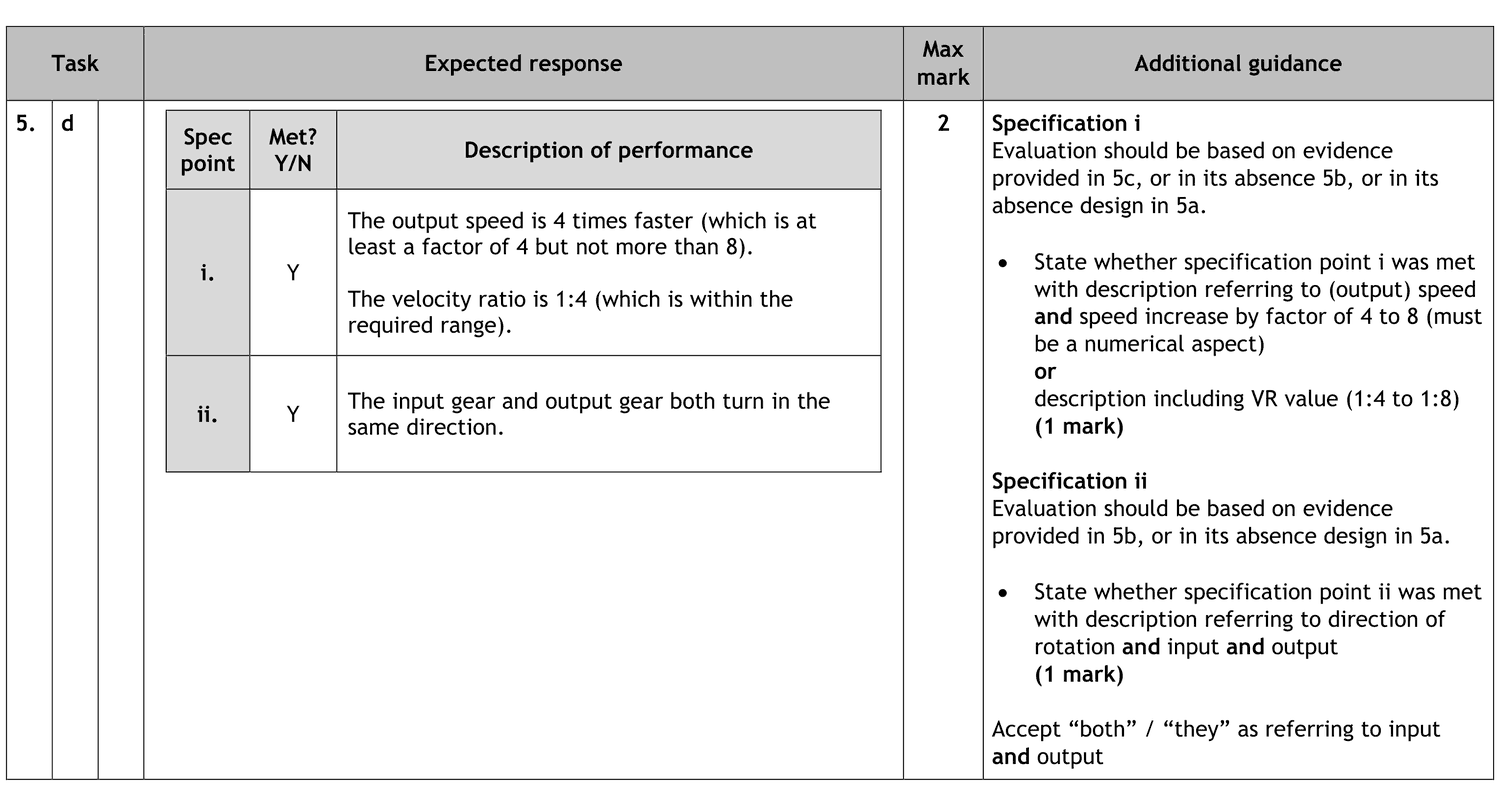 Task
Expected response
Max
mark
Additional guidance
5.
d
Spec
point
Met?
Y/N
Description of performance
i.
Y
The output speed is 4 times faster (which is at
least a factor of 4 but not more than 8).
The velocity ratio is 1:4 (which is within the
required range).
ii.
Y
The input gear and output gear both turn in the
same direction.
2
Specification i
Evaluation should be based on evidence
provided in 5c, or in its absence 5b, or in its
absence design in 5a.
• State whether specification point i was met
with description referring to (output) speed
and speed increase by factor of 4 to 8 (must
be a numerical aspect)
or
description including VR value (1:4 to 1:8)
(1 mark)
Specification ii
Evaluation should be based on evidence
provided in 5b, or in its absence design in 5a.
• State whether specification point ii was met
with description referring to direction of
rotation and input and output
(1 mark)
Accept “both” / “they” as referring to input
and output